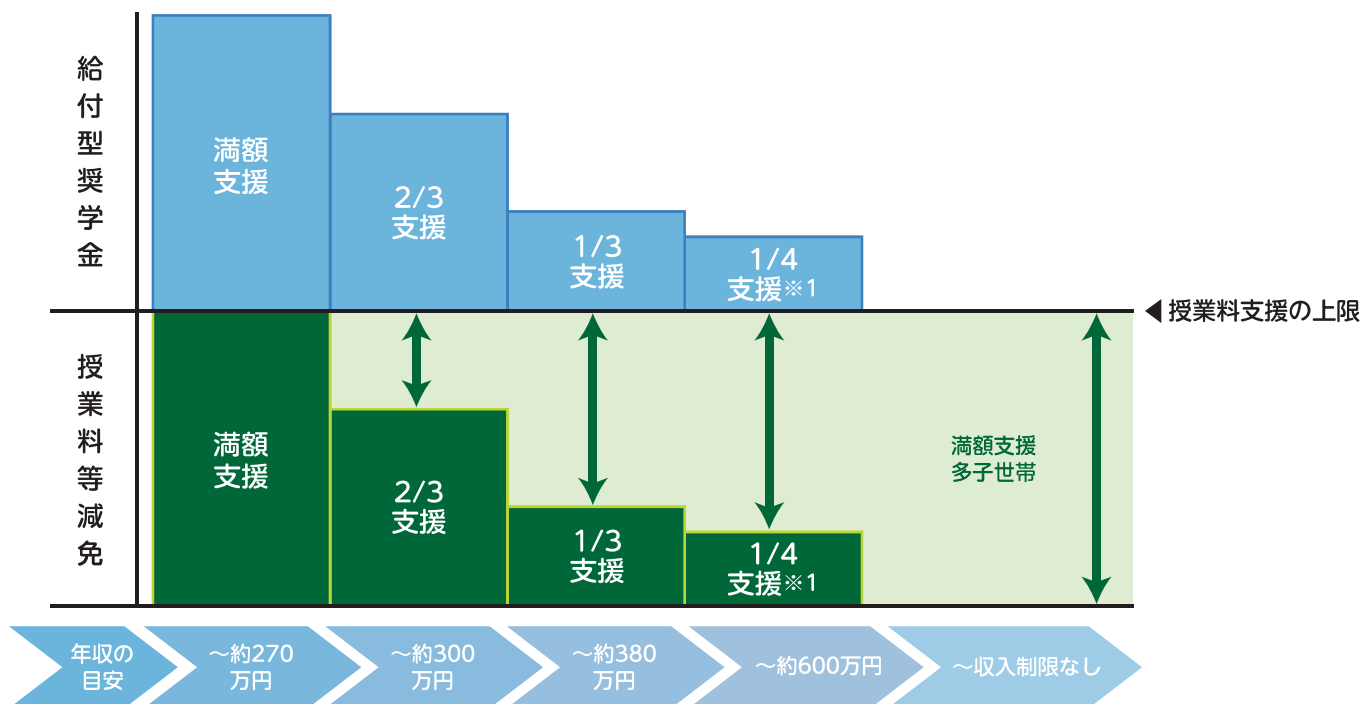 給付型奨学金
満額
支援
2/3
支援
1/3
支援
1/4
支援※1
◀授業料支援の上限
授業料等減免
満額
支援
2/3
支援
1/3
支援
1/4
支援※1
満額支援
多子世帯
年収の
目安
～約270
万円
～約300
万円
～約380
万円
～約600万円
～収入制限なし